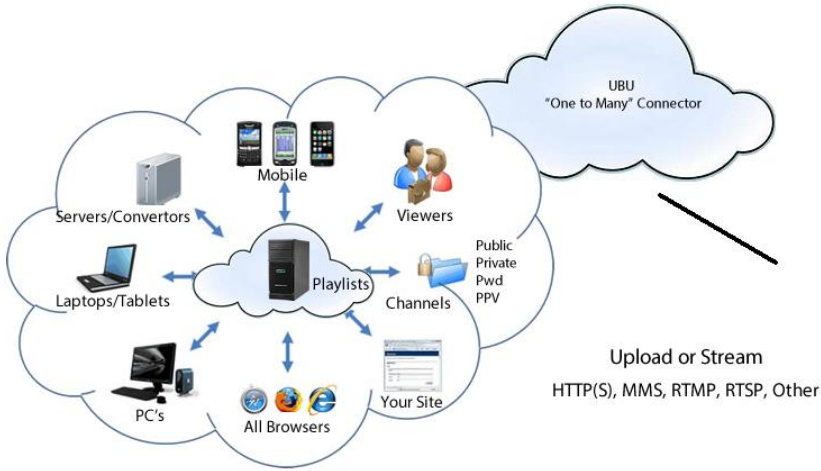 UBU
“One to Many” Connector
Mobile
Servers/Convertors
Viewers
Public
Private
Pwd
PPV
Playlists
Laptops/Tablets
Channels
Upload or Stream
HTTP(S), MMS, RTMP, RTSP, Other
PC's
All Browsers
Your Site